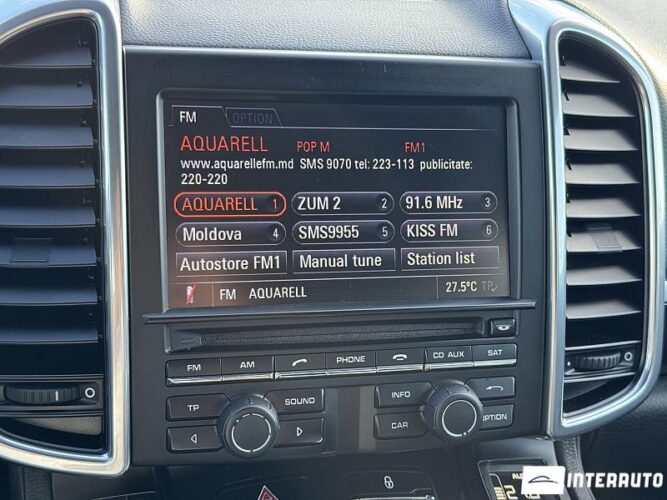 FM OPTION
AQUARELL POP M FM1
www.aquarellefm.md SMS 9070 tel: 223-113 publicitate:
220-220
AQUARELL 1 ZUM 2 2 91.6 MHz 3
Moldova 4 SMS9955 5 KISS FM 6
Autostore FM1 Manual tune Station list
FM AQUARELL 27.5°C TP
FM AM PHONE CD AUX SAT
TP SOUND INFO
CAR OPTION
INTERAUTO